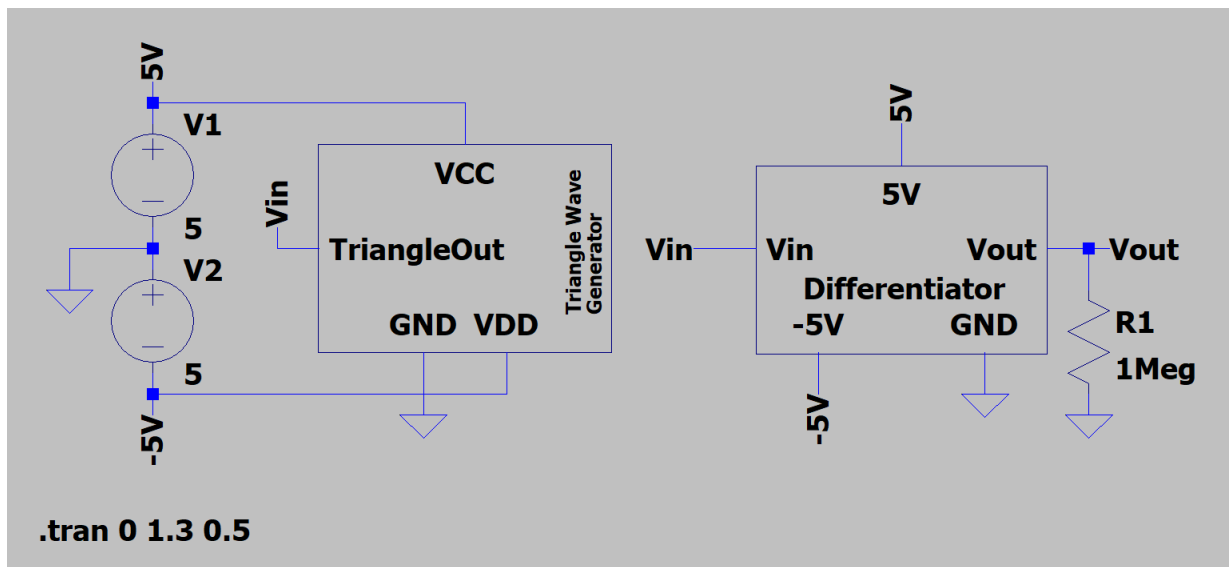 5V
V1
5
V2
5
-5V
Vin
VCC
TriangleOut
GND VDD
Triangle Wave
Generator
Vin
5V
5V
Vin
Vout
Differentiator
-5V
GND
-5V
Vout
R1
1Meg
.tran 0 1.3 0.5